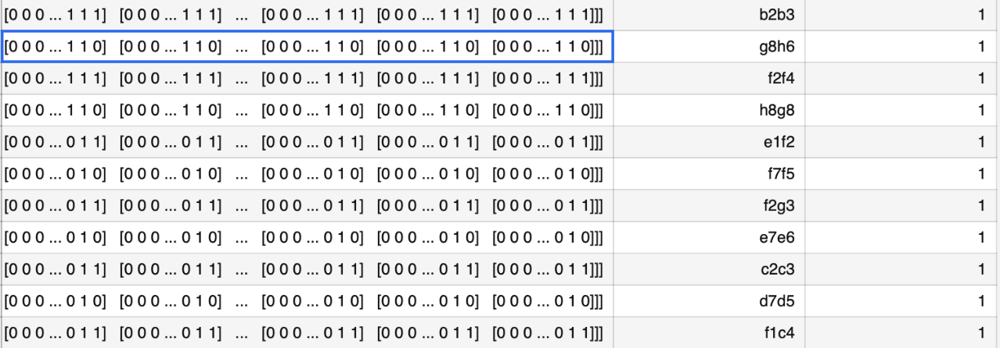 [0 0 0 ... 1 1 1] [0 0 0 ... 1 1 1] ... [0 0 0 ... 1 1 1] [0 0 0 ... 1 1 1] [0 0 0 ... 1 1 1]]] b2b3 1
[0 0 0 ... 1 1 0] [0 0 0 ... 1 1 0] ... [0 0 0 ... 1 1 0] [0 0 0 ... 1 1 0] [0 0 0 ... 1 1 0]]] g8h6 1
[0 0 0 ... 1 1 1] [0 0 0 ... 1 1 1] ... [0 0 0 ... 1 1 1] [0 0 0 ... 1 1 1] [0 0 0 ... 1 1 1]]] f2f4 1
[0 0 0 ... 1 1 0] [0 0 0 ... 1 1 0] ... [0 0 0 ... 1 1 0] [0 0 0 ... 1 1 0] [0 0 0 ... 1 1 0]]] h8g8 1
[0 0 0 ... 0 1 1] [0 0 0 ... 0 1 1] ... [0 0 0 ... 0 1 1] [0 0 0 ... 0 1 1] [0 0 0 ... 0 1 1]]] e1f2 1
[0 0 0 ... 0 1 0] [0 0 0 ... 0 1 0] ... [0 0 0 ... 0 1 0] [0 0 0 ... 0 1 0] [0 0 0 ... 0 1 0]]] f7f5 1
[0 0 0 ... 0 1 1] [0 0 0 ... 0 1 1] ... [0 0 0 ... 0 1 1] [0 0 0 ... 0 1 1] [0 0 0 ... 0 1 1]]] f2g3 1
[0 0 0 ... 0 1 0] [0 0 0 ... 0 1 0] ... [0 0 0 ... 0 1 0] [0 0 0 ... 0 1 0] [0 0 0 ... 0 1 0]]] e7e6 1
[0 0 0 ... 0 1 1] [0 0 0 ... 0 1 1] ... [0 0 0 ... 0 1 1] [0 0 0 ... 0 1 1] [0 0 0 ... 0 1 1]]] c2c3 1
[0 0 0 ... 0 1 0] [0 0 0 ... 0 1 0] ... [0 0 0 ... 0 1 0] [0 0 0 ... 0 1 0] [0 0 0 ... 0 1 0]]] d7d5 1
[0 0 0 ... 0 1 1] [0 0 0 ... 0 1 1] ... [0 0 0 ... 0 1 1] [0 0 0 ... 0 1 1] [0 0 0 ... 0 1 1]]] f1c4 1